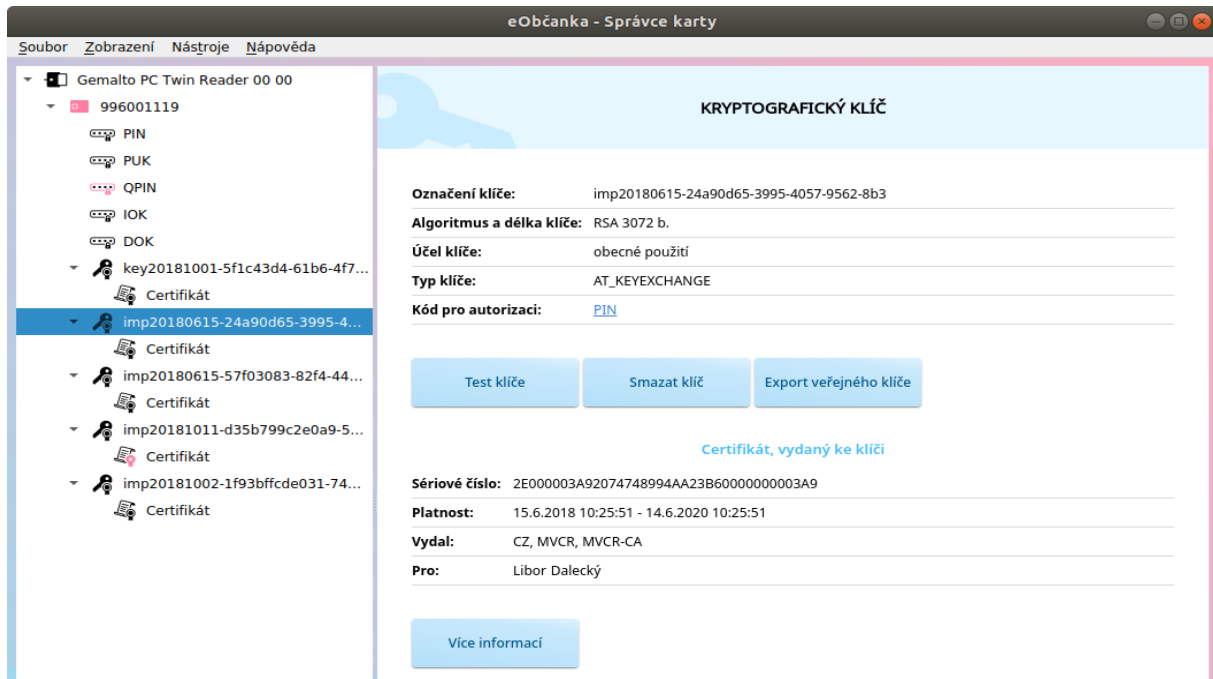 eObčanka - Správce karty
Soubor Zobrazení Nástroje Nápověda
Gemalto PC Twin Reader 00 00
996001119
PIN
PUK
QPIN
IOK
DOK
key20181001-5f1c43d4-61b6-4f7...
Certifikát
imp20180615-24a90d65-3995-4...
Certifikát
imp20180615-57f03083-82f4-44...
Certifikát
imp20181011-d35b799c2e0a9-5...
Certifikát
imp20181002-1f93bffcde031-74...
Certifikát
KRYPTOGRAFICKÝ KLÍČ
Označení klíče: imp20180615-24a90d65-3995-4057-9562-8b3
Algoritmus a délka klíče: RSA 3072 b.
Účel klíče: obecné použití
Typ klíče: AT_KEYEXCHANGE
Kód pro autorizaci: PIN
Test klíče Smazat klíč Export veřejného klíče
Certifikát, vydaný ke klíči
Sériové číslo: 2E000003A92074748994AA23B60000000003A9
Platnost: 15.6.2018 10:25:51 - 14.6.2020 10:25:51
Vydal: CZ, MVCR, MVCR-CA
Pro: Libor Dalecký
Více informací